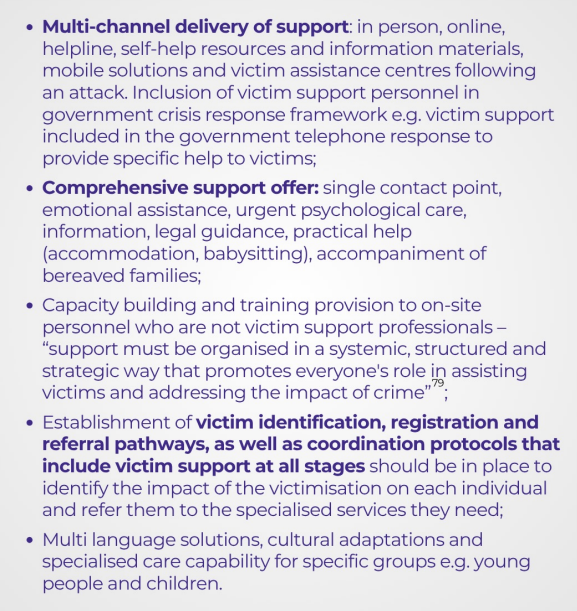 • Multi-channel delivery of support: in person, online,
helpline, self-help resources and information materials,
mobile solutions and victim assistance centres following
an attack. Inclusion of victim support personnel in
government crisis response framework e.g. victim support
included in the government telephone response to
provide specific help to victims;
• Comprehensive support offer: single contact point,
emotional assistance, urgent psychological care,
information, legal guidance, practical help
(accommodation, babysitting), accompaniment of
bereaved families;
• Capacity building and training provision to on-site
personnel who are not victim support professionals –
“support must be organised in a systemic, structured and
strategic way that promotes everyone's role in assisting
victims and addressing the impact of crime”79;
• Establishment of victim identification, registration and
referral pathways, as well as coordination protocols that
include victim support at all stages should be in place to
identify the impact of the victimisation on each individual
and refer them to the specialised services they need;
• Multi language solutions, cultural adaptations and
specialised care capability for specific groups e.g. young
people and children.